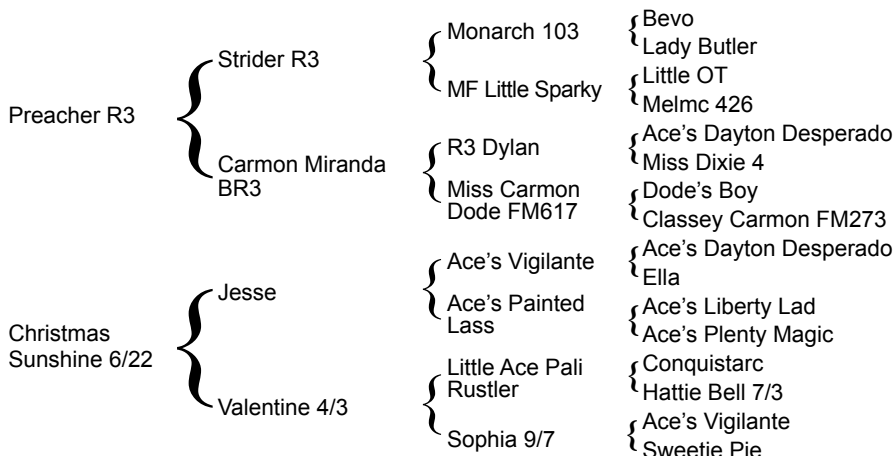 Bevo
Monarch 103
Lady Butler
Strider R3
Little OT
MF Little Sparky
Melmc 426
Preacher R3
Ace’s Dayton Desperado
R3 Dylan
Miss Dixie 4
Carmon Miranda
BR3
Miss Carmon
Dode FM617
Dode’s Boy
Classey Carmon FM273
Ace’s Dayton Desperado
Ace’s Vigilante
Ella
Jesse
Ace’s Painted
Lass
Ace’s Liberty Lad
Ace’s Plenty Magic
Christmas
Sunshine 6/22
Little Ace Pali
Rustler
Conquistarc
Hattie Bell 7/3
Valentine 4/3
Ace’s Vigilante
Sophia 9/7
Sweetie Pie